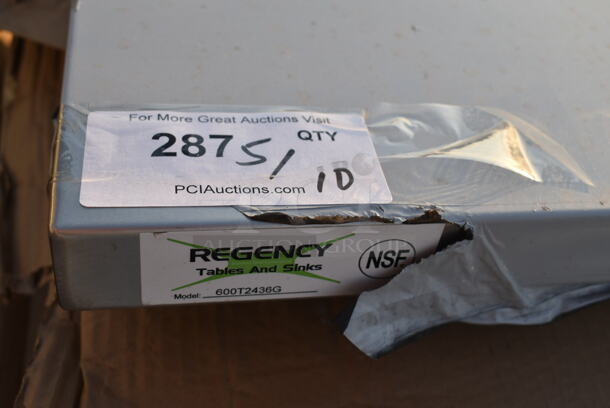 For More Great Auctions Visit
287 5/ QTY
10
PCIAuctions.com
REGENCY
Tables And Sinks
NSF
Model: 600T2436G